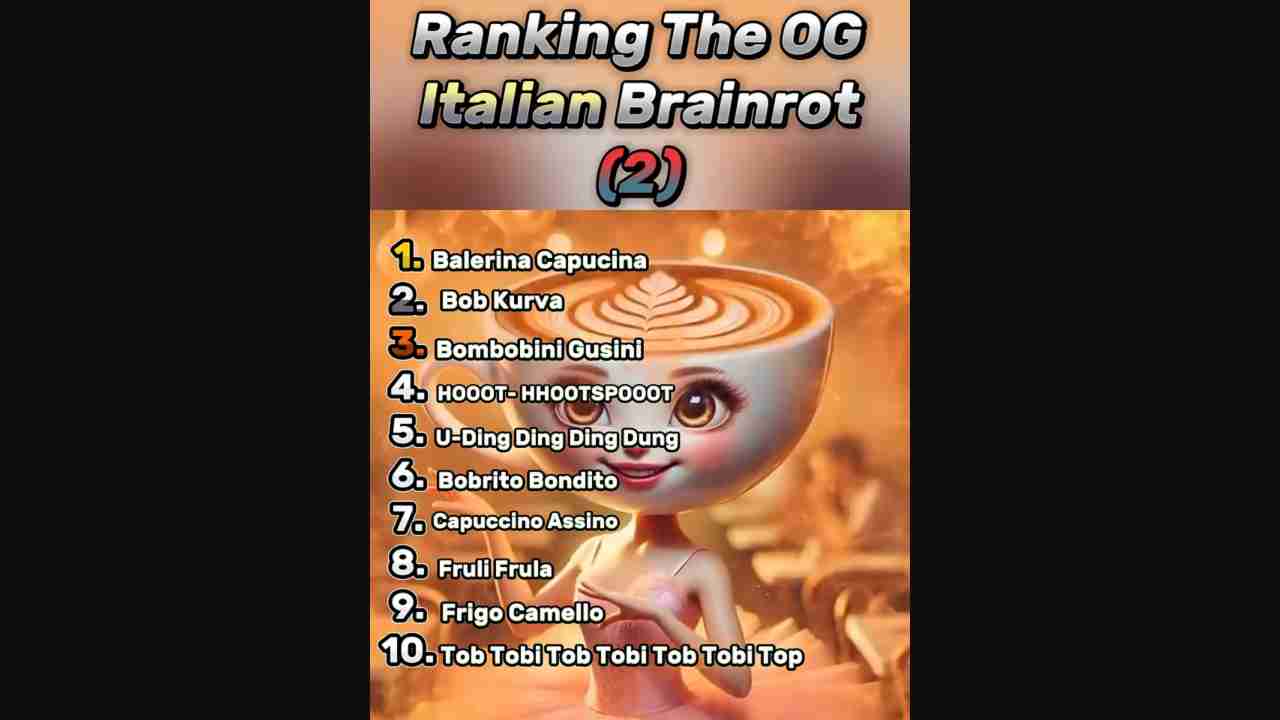 Ranking The OG
Italian Brainrot
(2)
1. Balerina Capucina
2. Bob Kurva
3. Bombobini Gusini
4. HOOOT- HHOOTSPOOOT
5. U-Ding Ding Ding Dung
6. Bobrito Bondito
7. Capuccino Assino
8. Fruli Frula
9. Frigo Camello
10. Tob Tobi Tob Tobi Tob Tobi Top